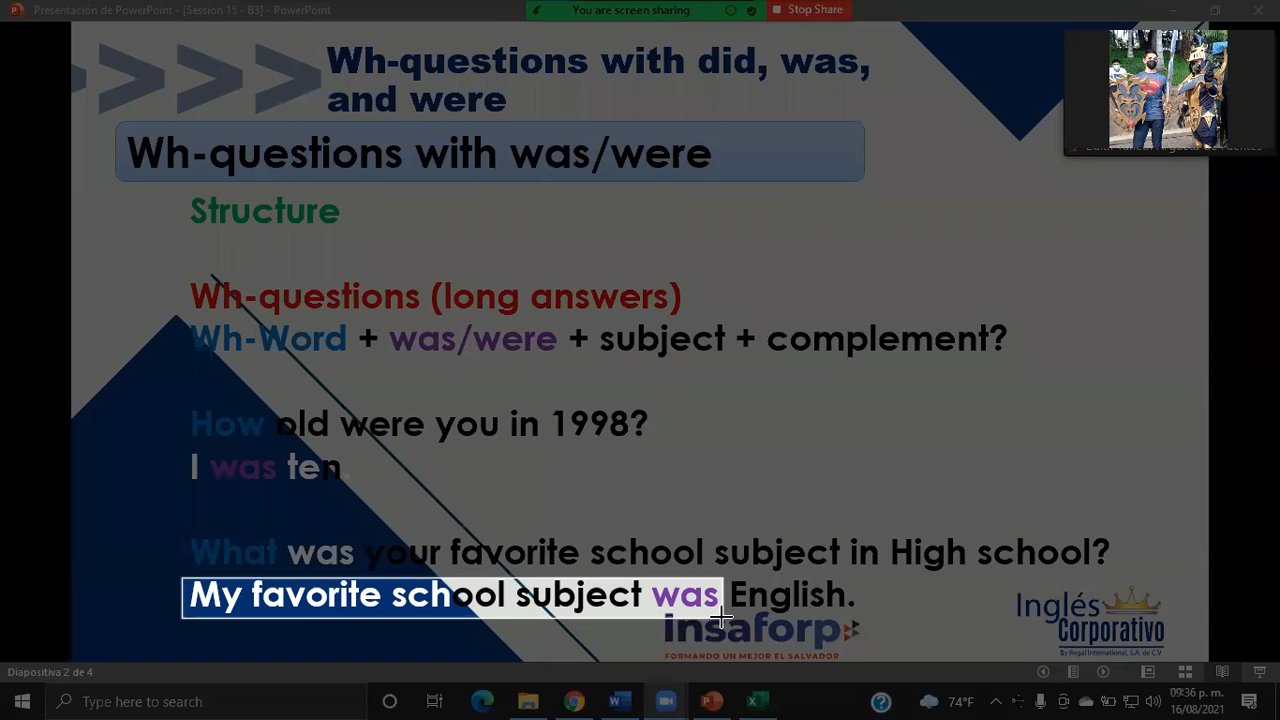 Presentación de PowerPoint - [Session 15 - B3] - PowerPoint
You are screen sharing
Stop Share
Wh-questions with did, was,
and were
Wh-questions with was/were
Structure
Wh-questions (long answers)
Wh-Word + was/were + subject + complement?
How old were you in 1998?
I was ten.
What was your favorite school subject in High school?
My favorite school subject was English.
insaforp
FORMANDO UN MEJOR EL SALVADOR
Inglés
Corporativo
By Regal International, S.A. de C.V
Diapositiva 2 de 4
Type here to search
74°F
09:36 p. m.
16/08/2021